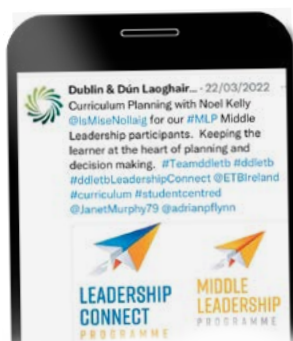 Dublin & Dún Laoghair... · 22/03/2022
Curriculum Planning with Noel Kelly
@IsMiseNollaig for our #MLP Middle
Leadership participants. Keeping the
learner at the heart of planning and
decision making. #Teamddletb #ddletb
#ddletbLeadershipConnect @ETBIreland
#curriculum #studentcentred
@JanetMurphy79 @adrianpflynn
LEADERSHIP
CONNECT
PROGRAMME
MIDDLE
LEADERSHIP
PROGRAMME